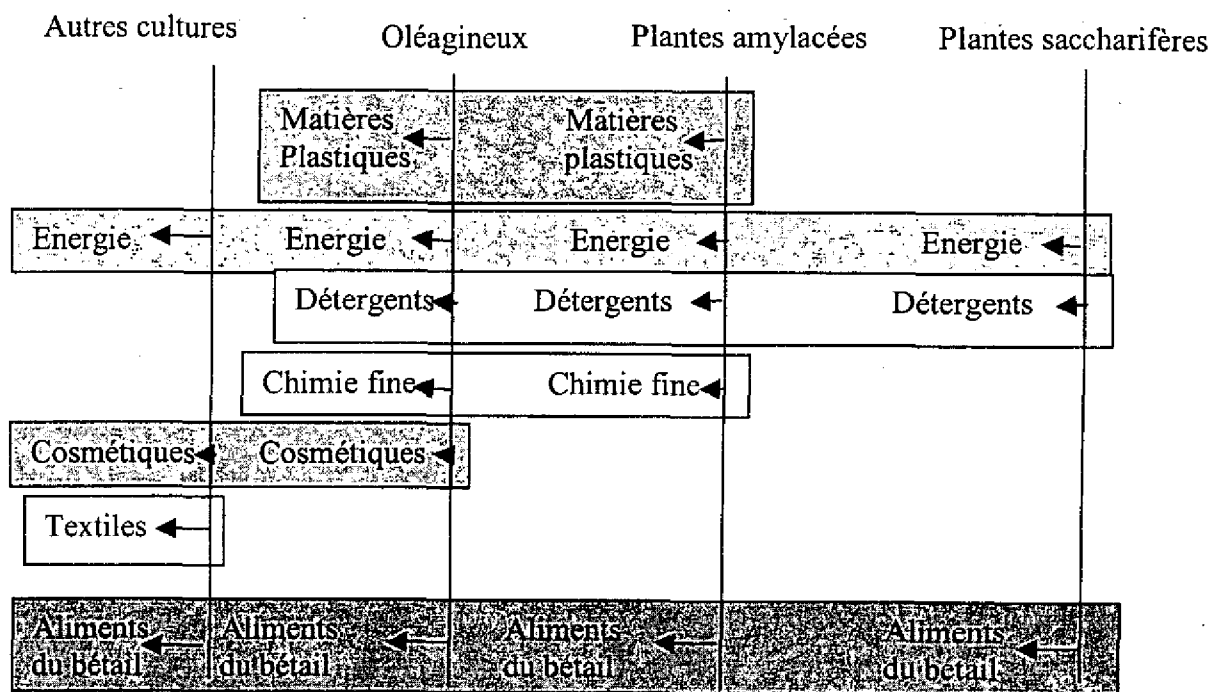 Autres cultures Oléagineux Plantes amylacées Plantes saccharifères
Matières Matières
Plastiques plastiques
Energie Energie Energie Energie
Détergents Détergents Détergents
Chimie fine Chimie fine
Cosmétiques Cosmétiques
Textiles
Aliments Aliments Aliments Aliments
du bétail du bétail du bétail du bétail